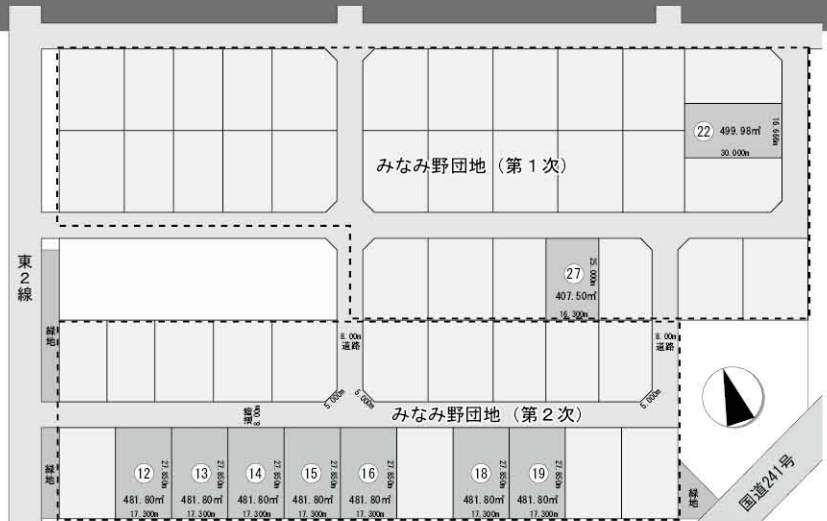 みなみ野団地(第1次)
22
499.98㎡
16.666m
30.000m
東2線
27
25.000m
407.50㎡
16.300m
緑地
8.00m
道路
8.00m
道路
8.00m
道路
5.000m
5.000m
5.000m
みなみ野団地(第2次)
緑地
12
27.850m
481.80㎡
17.300m
13
27.850m
481.80㎡
17.300m
14
27.850m
481.80㎡
17.300m
15
27.850m
481.80㎡
17.300m
16
27.850m
481.80㎡
17.300m
18
27.850m
481.80㎡
17.300m
19
27.850m
481.80㎡
17.300m
緑地
国道241号